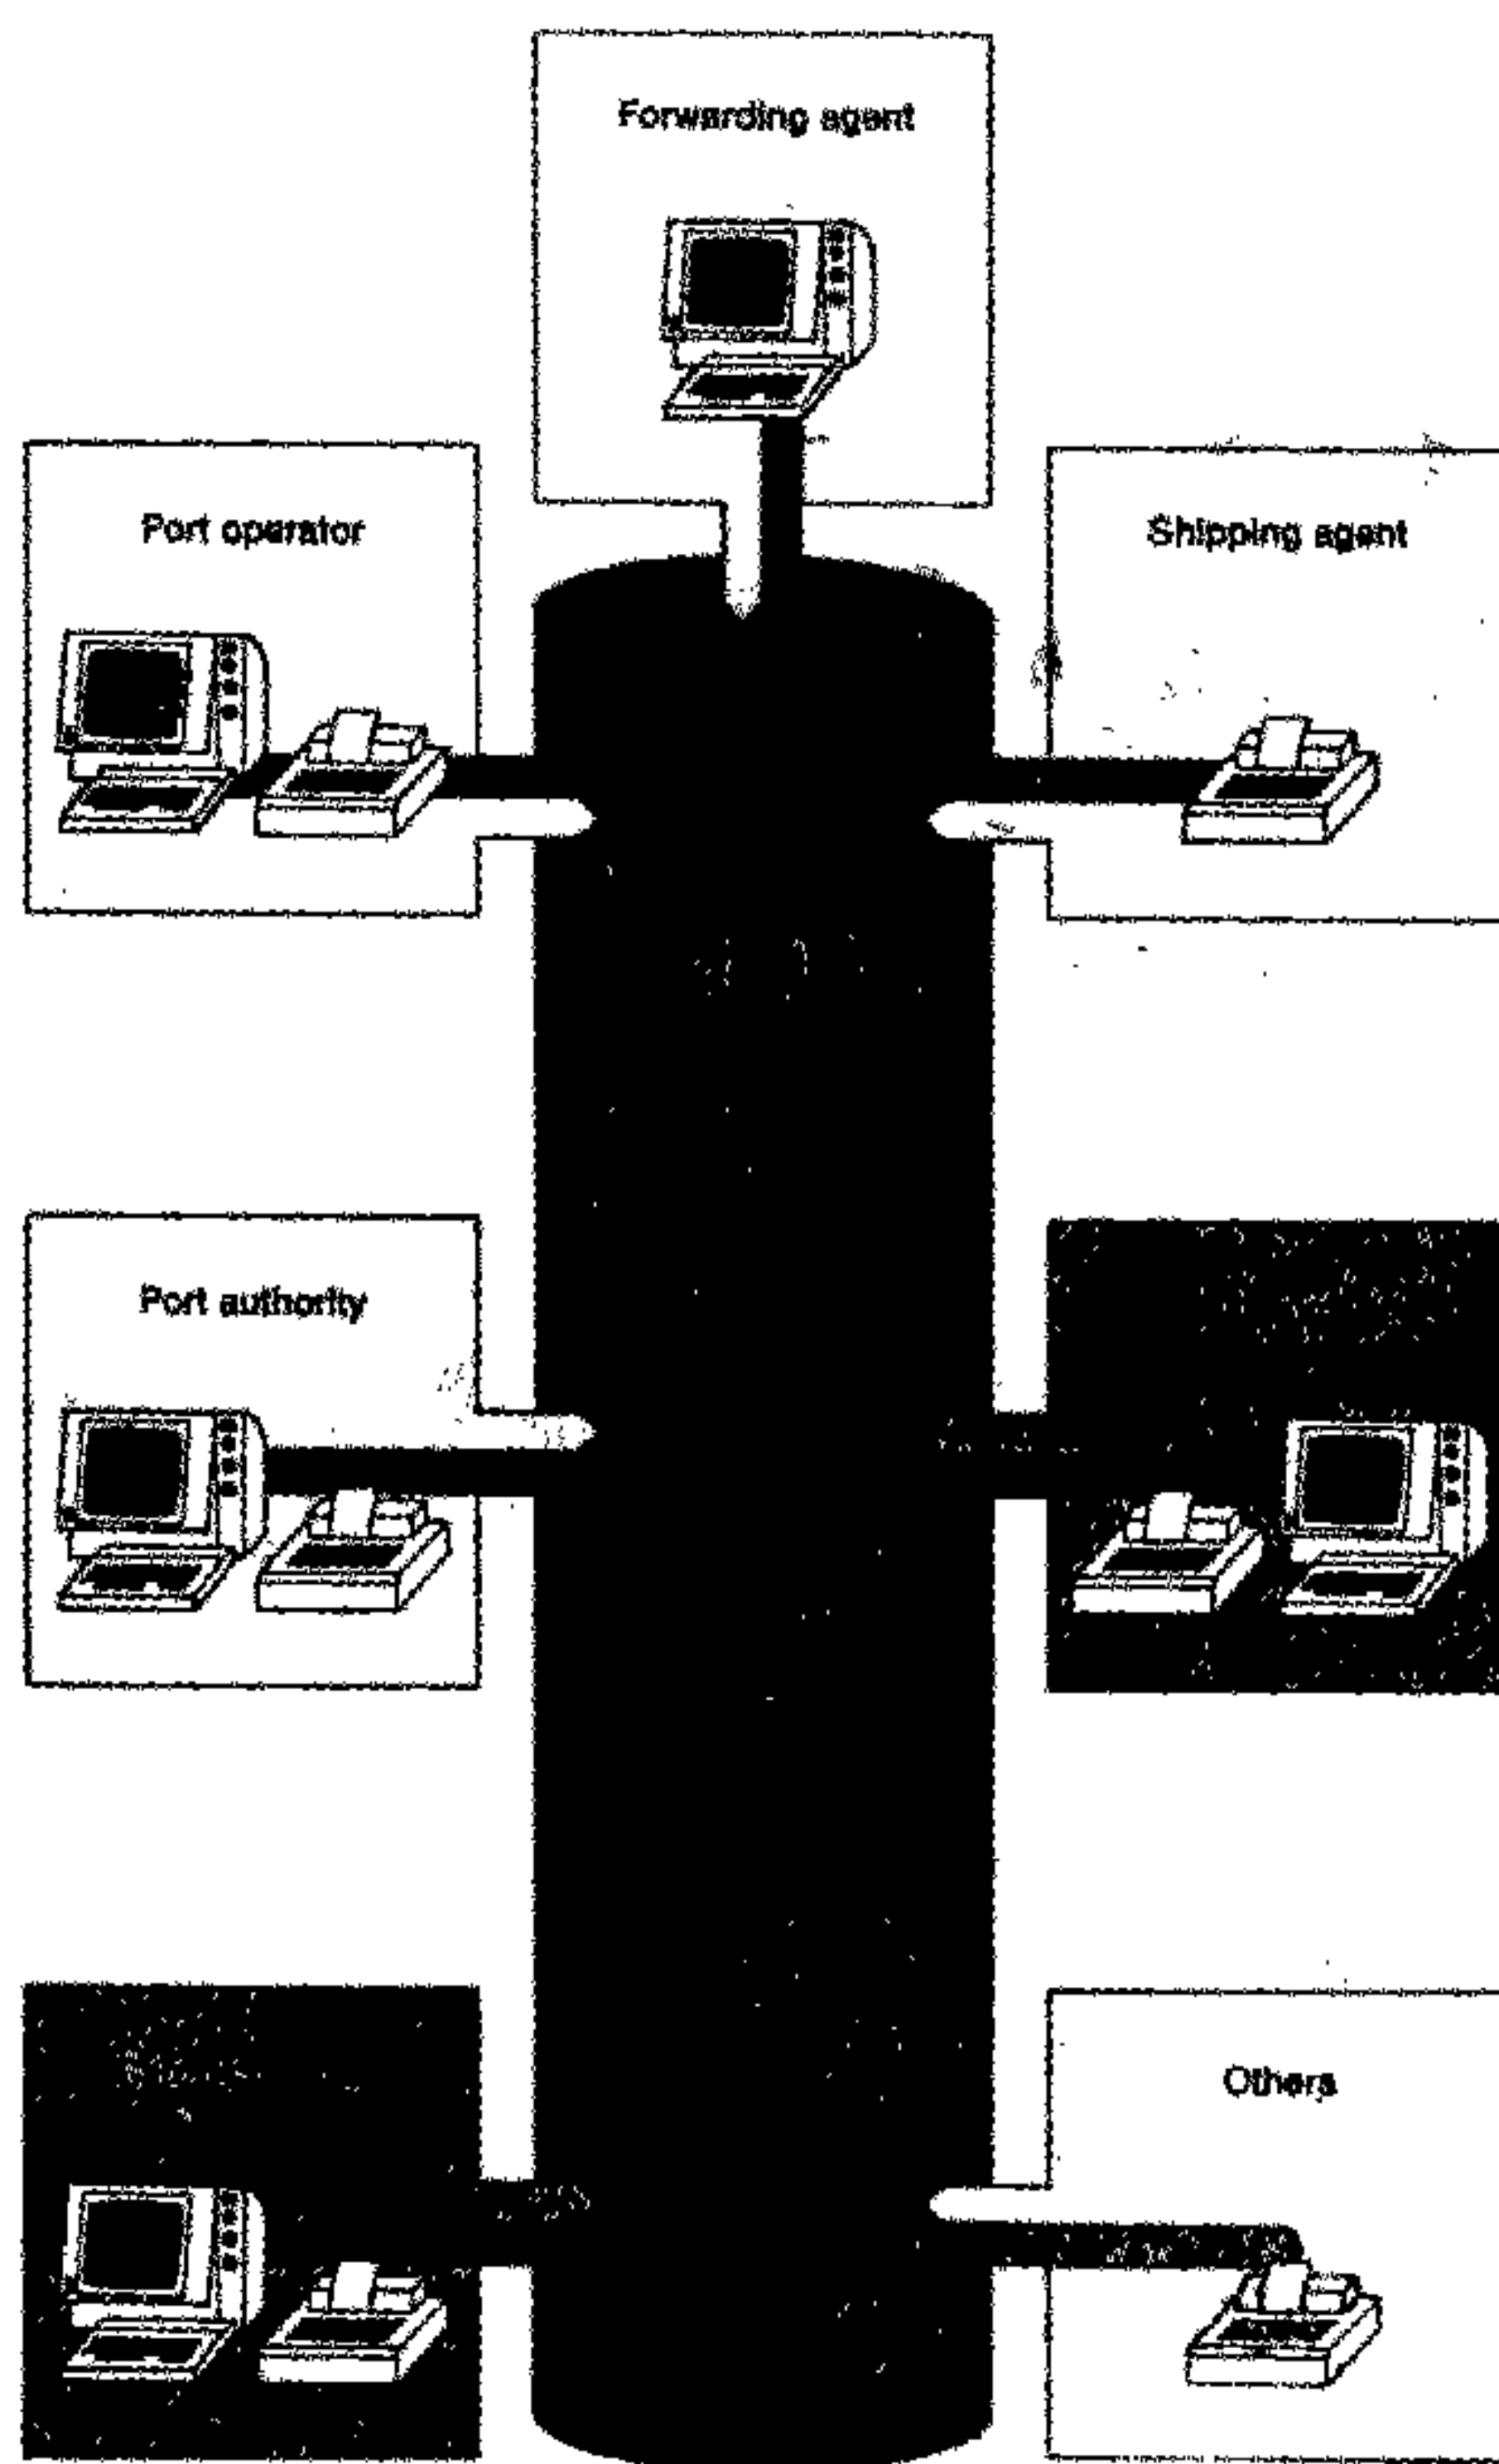 Forwarding agent
Port operator
Shipping agent
Port authority
Others